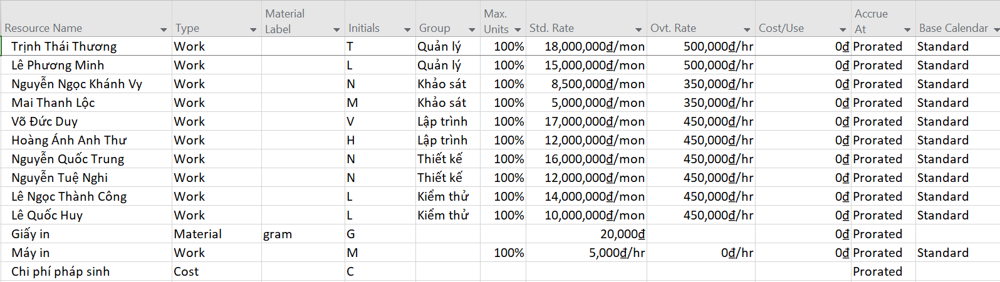 Resource Name Type Material Label Initials Group Max. Units Std. Rate Ovt. Rate Cost/Use Accrue At Base Calendar
Trịnh Thái Thương Work T Quản lý 100% 18,000,000₫/mon 500,000₫/hr 0₫ Prorated Standard
Lê Phương Minh Work L Quản lý 100% 15,000,000₫/mon 500,000₫/hr 0₫ Prorated Standard
Nguyễn Ngọc Khánh Vy Work N Khảo sát 100% 8,500,000₫/mon 350,000₫/hr 0₫ Prorated Standard
Mai Thanh Lộc Work M Khảo sát 100% 5,000,000₫/mon 350,000₫/hr 0₫ Prorated Standard
Võ Đức Duy Work V Lập trình 100% 17,000,000₫/mon 450,000₫/hr 0₫ Prorated Standard
Hoàng Ánh Anh Thư Work H Lập trình 100% 12,000,000₫/mon 450,000₫/hr 0₫ Prorated Standard
Nguyễn Quốc Trung Work N Thiết kế 100% 16,000,000₫/mon 450,000₫/hr 0₫ Prorated Standard
Nguyễn Tuệ Nghi Work N Thiết kế 100% 12,000,000₫/mon 450,000₫/hr 0₫ Prorated Standard
Lê Ngọc Thành Công Work L Kiểm thử 100% 14,000,000₫/mon 450,000₫/hr 0₫ Prorated Standard
Lê Quốc Huy Work L Kiểm thử 100% 10,000,000₫/mon 450,000₫/hr 0₫ Prorated Standard
Giấy in Material gram G 20,000₫ 0₫ Prorated
Máy in Work M 100% 5,000₫/hr 0₫/hr 0₫ Prorated Standard
Chi phí pháp sinh Cost C Prorated